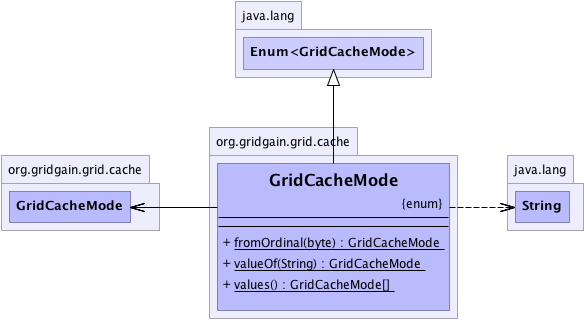 java.lang
Enum<GridCacheMode>
org.gridgain.grid.cache
GridCacheMode
org.gridgain.grid.cache
GridCacheMode
{enum}
+ fromOrdinal(byte) : GridCacheMode
+ valueOf(String) : GridCacheMode
+ values() : GridCacheMode[]
java.lang
String